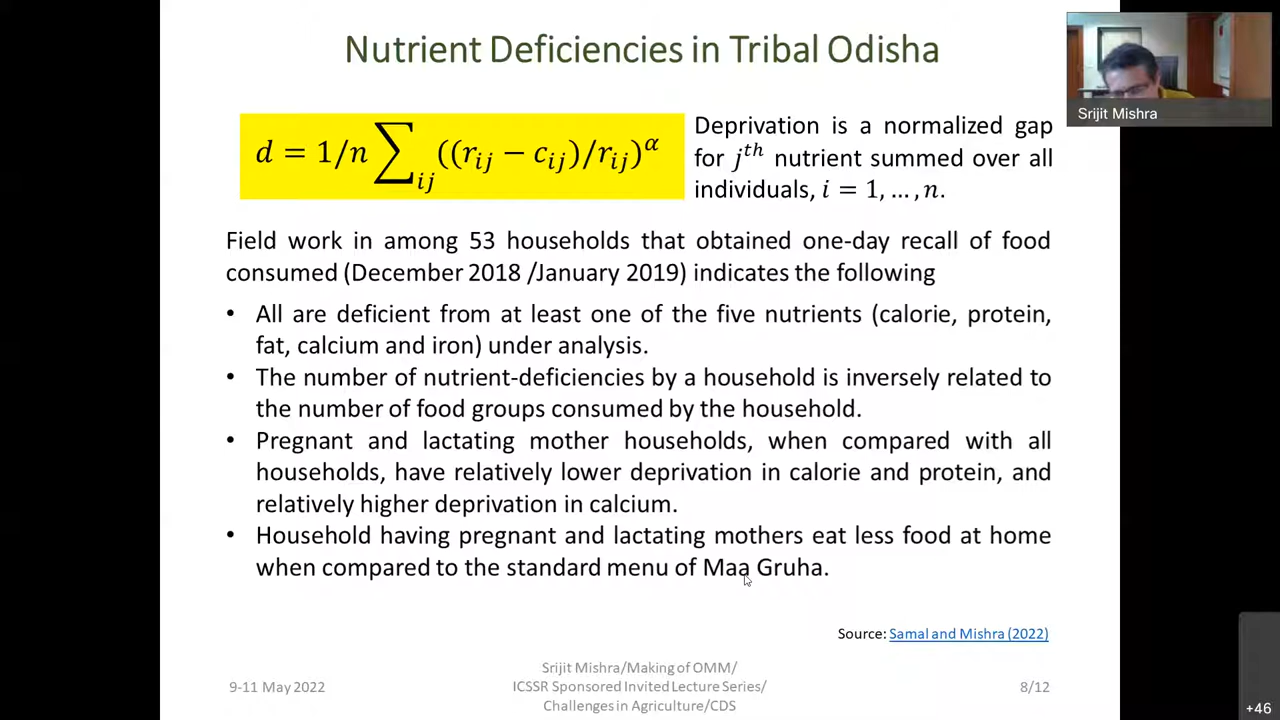 Nutrient Deficiencies in Tribal Odisha
Srijit Mishra
d = 1/n ∑ij ((rij − cij)/rij)^α
Deprivation is a normalized gap
for jth nutrient summed over all
individuals, i = 1, ..., n.
Field work in among 53 households that obtained one-day recall of food
consumed (December 2018 /January 2019) indicates the following
• All are deficient from at least one of the five nutrients (calorie, protein,
fat, calcium and iron) under analysis.
• The number of nutrient-deficiencies by a household is inversely related to
the number of food groups consumed by the household.
• Pregnant and lactating mother households, when compared with all
households, have relatively lower deprivation in calorie and protein, and
relatively higher deprivation in calcium.
• Household having pregnant and lactating mothers eat less food at home
when compared to the standard menu of Maa Gruha.
Source: Samal and Mishra (2022)
9-11 May 2022
Srijit Mishra/Making of OMM/
ICSSR Sponsored Invited Lecture Series/
Challenges in Agriculture/CDS
8/12
+46